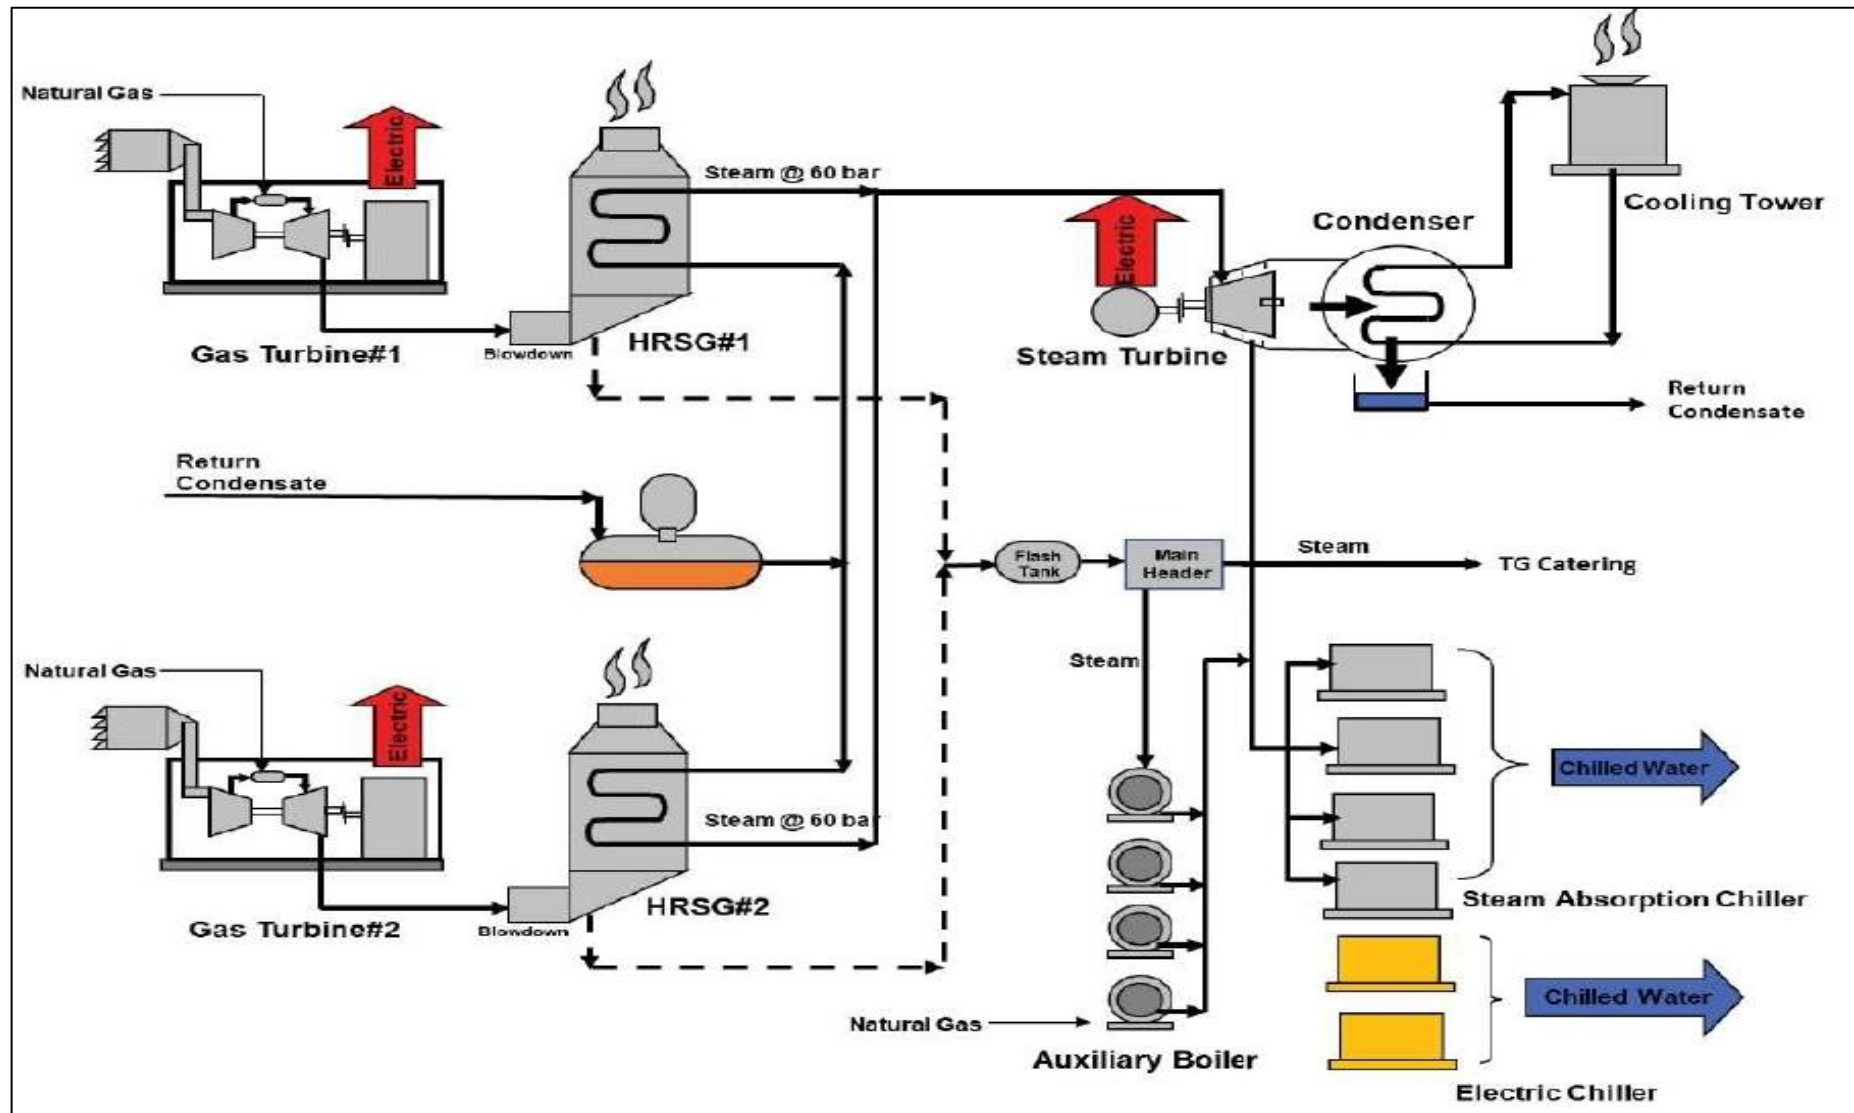 Natural Gas
Electric
Steam @ 60 bar
Cooling Tower
Condenser
Electric
Gas Turbine#1
Blowdown
HRSG#1
Steam Turbine
Return
Condensate
Return
Condensate
Flash
Tank
Main
Header
Steam
TG Catering
Natural Gas
Electric
Steam
Chilled Water
Steam @ 60 bar
Gas Turbine#2
Blowdown
HRSG#2
Steam Absorption Chiller
Natural Gas
Chilled Water
Auxiliary Boiler
Electric Chiller